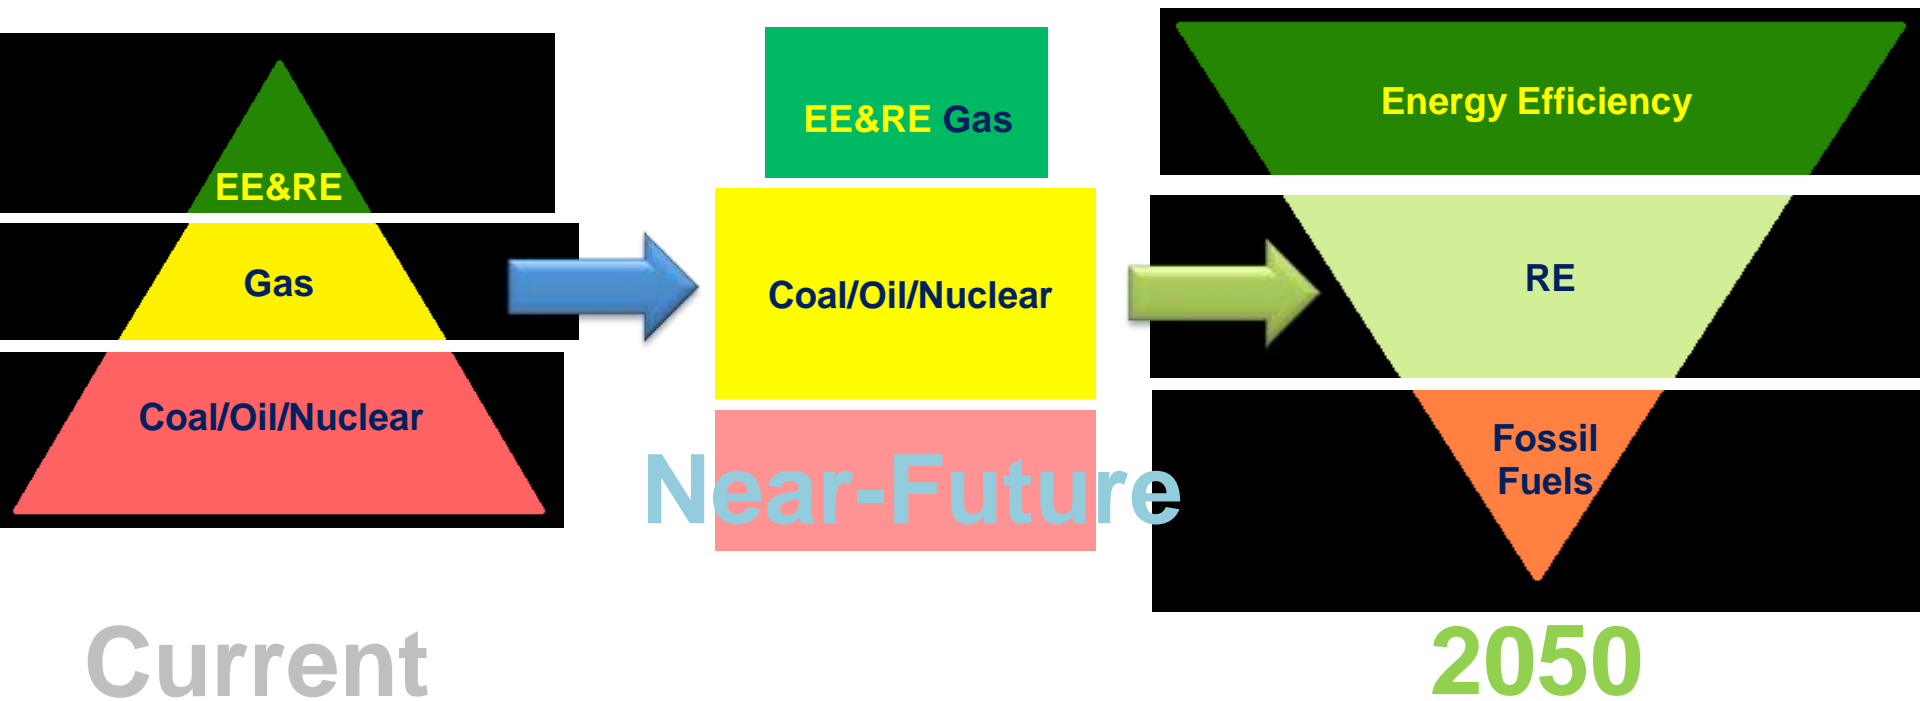 EE&RE
Gas
Coal/Oil/Nuclear
Current
EE&RE Gas
Coal/Oil/Nuclear
Near-Future
Energy Efficiency
RE
Fossil
Fuels
2050